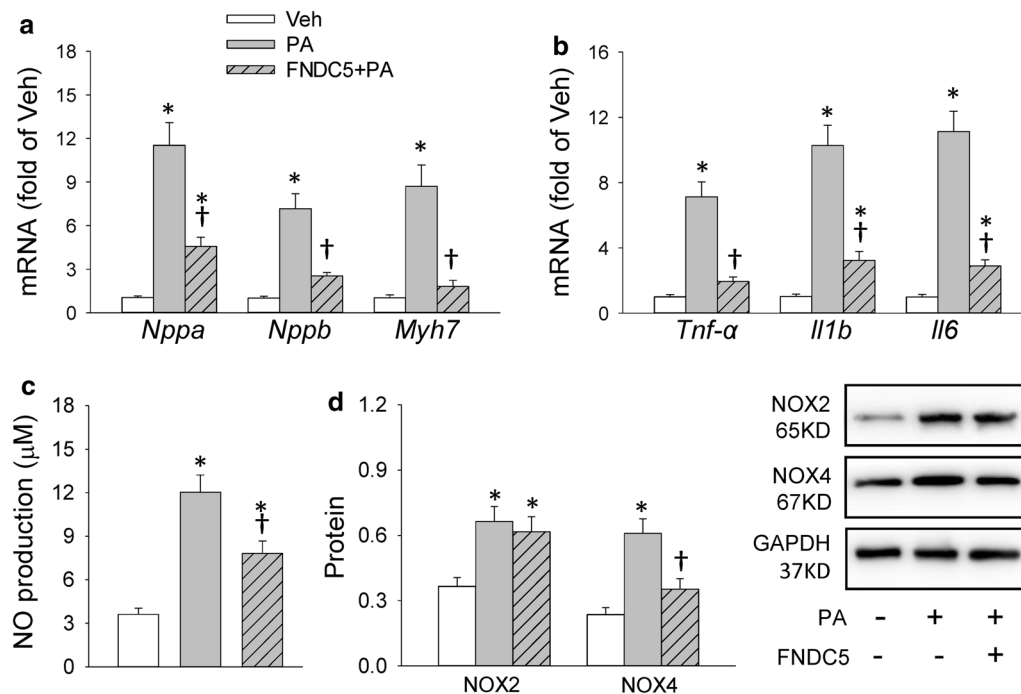 a
Veh
PA
FNDC5+PA
mRNA (fold of Veh)
18
15
12
9
6
3
0
* * †
* †
* †
Nppa Nppb Myh7
b
mRNA (fold of Veh)
16
12
8
4
0
* †
* * †
* * †
Tnf-α Il1b Il6
c
NO production (μM)
18
15
12
9
6
3
0
* * †
d
Protein
1.2
0.9
0.6
0.3
0.0
* *
* †
NOX2 NOX4
NOX2
65KD
NOX4
67KD
GAPDH
37KD
PA - + +
FNDC5 - - +